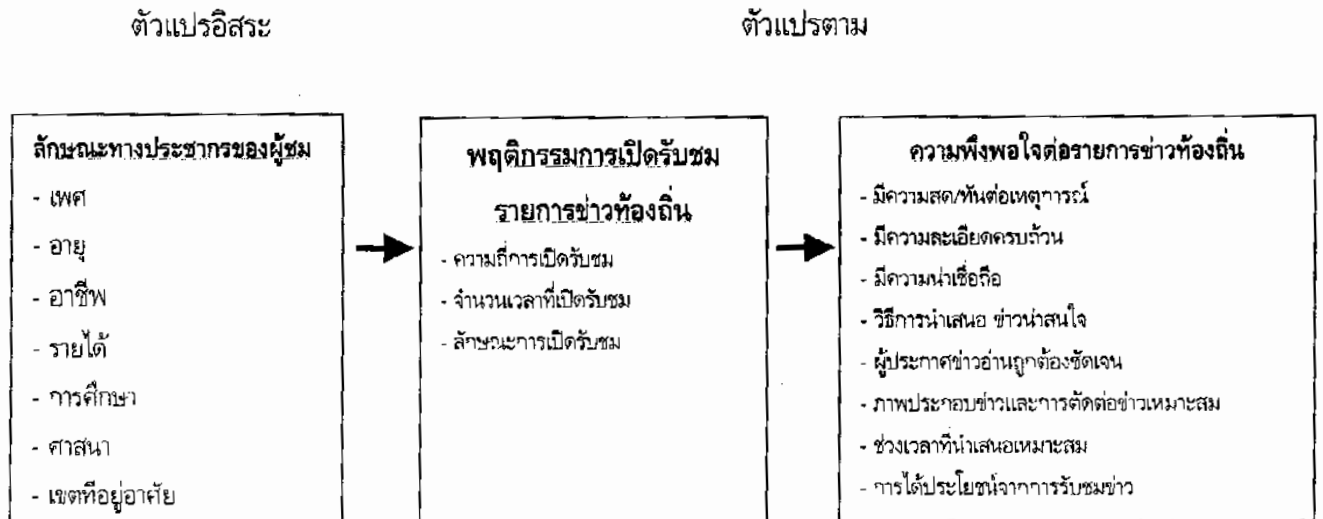 ตัวแปรอิสระ
ตัวแปรตาม
ลักษณะทางประชากรของผู้ชม
- เพศ
- อายุ
- อาชีพ
- รายได้
- การศึกษา
- ศาสนา
- เขตที่อยู่อาศัย
พฤติกรรมการเปิดรับชม
รายการข่าวท้องถิ่น
- ความถี่การเปิดรับชม
- จำนวนเวลาที่เปิดรับชม
- ลักษณะการเปิดรับชม
ความพึงพอใจต่อรายการข่าวท้องถิ่น
- มีความสด/ทันต่อเหตุการณ์
- มีความละเอียดครบถ้วน
- มีความน่าเชื่อถือ
- วิธีการนำเสนอ ข่าวน่าสนใจ
- ผู้ประกาศข่าวอ่านถูกต้องชัดเจน
- ภาพประกอบข่าวและการตัดต่อข่าวเหมาะสม
- ช่วงเวลาที่นำเสนอเหมาะสม
- การได้ประโยชน์จากการรับชมข่าว